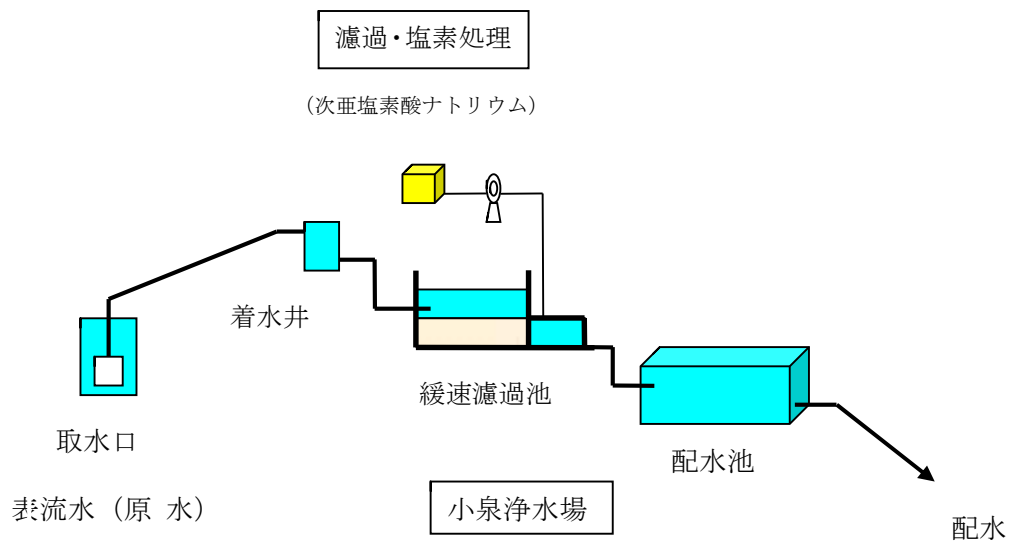 濾過・塩素処理
（次亜塩素酸ナトリウム）
着水井
緩速濾過池
取水口
配水池
表流水（原 水）
小泉浄水場
配水